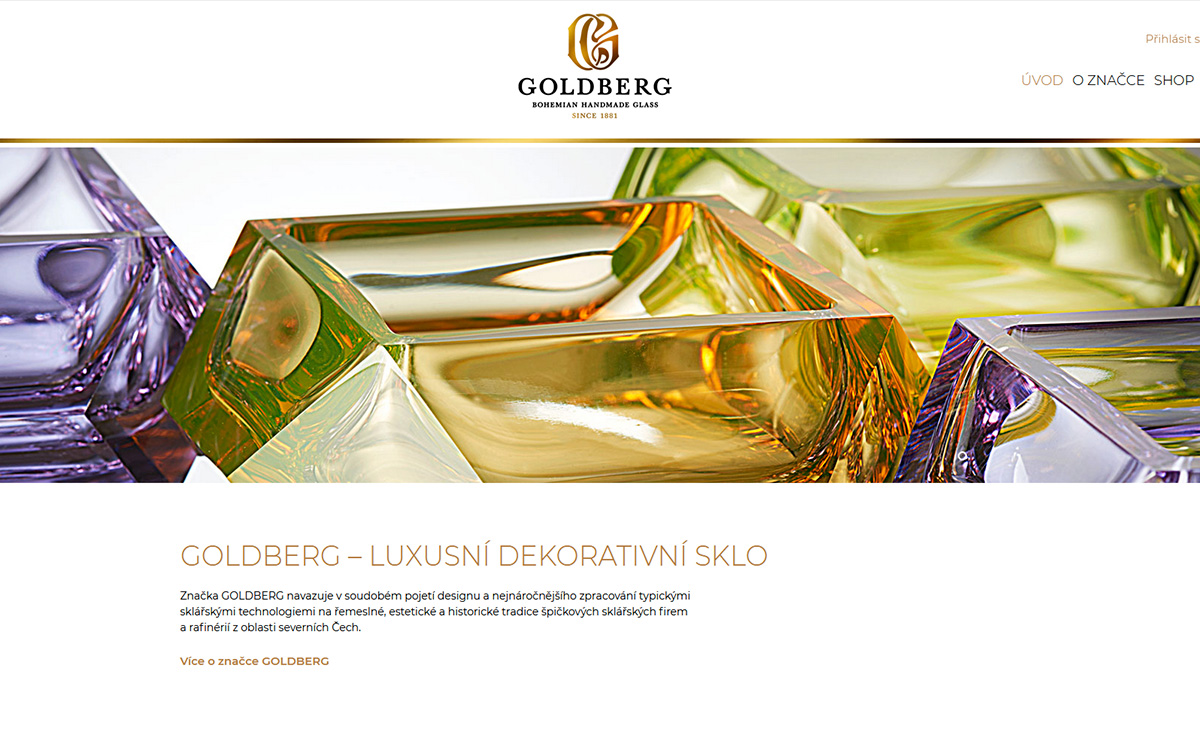 GOLDBERG
BOHEMIAN HANDMADE GLASS
SINCE 1881
Přihlásit s
ÚVOD O ZNAČCE SHOP
GOLDBERG – LUXUSNÍ DEKORATIVNÍ SKLO
Značka GOLDBERG navazuje v soudobém pojetí designu a nejnáročnějšího zpracování typickými
sklářskými technologiemi na řemeslné, estetické a historické tradice špičkových sklářských firem
a rafinérií z oblasti severních Čech.
Více o značce GOLDBERG